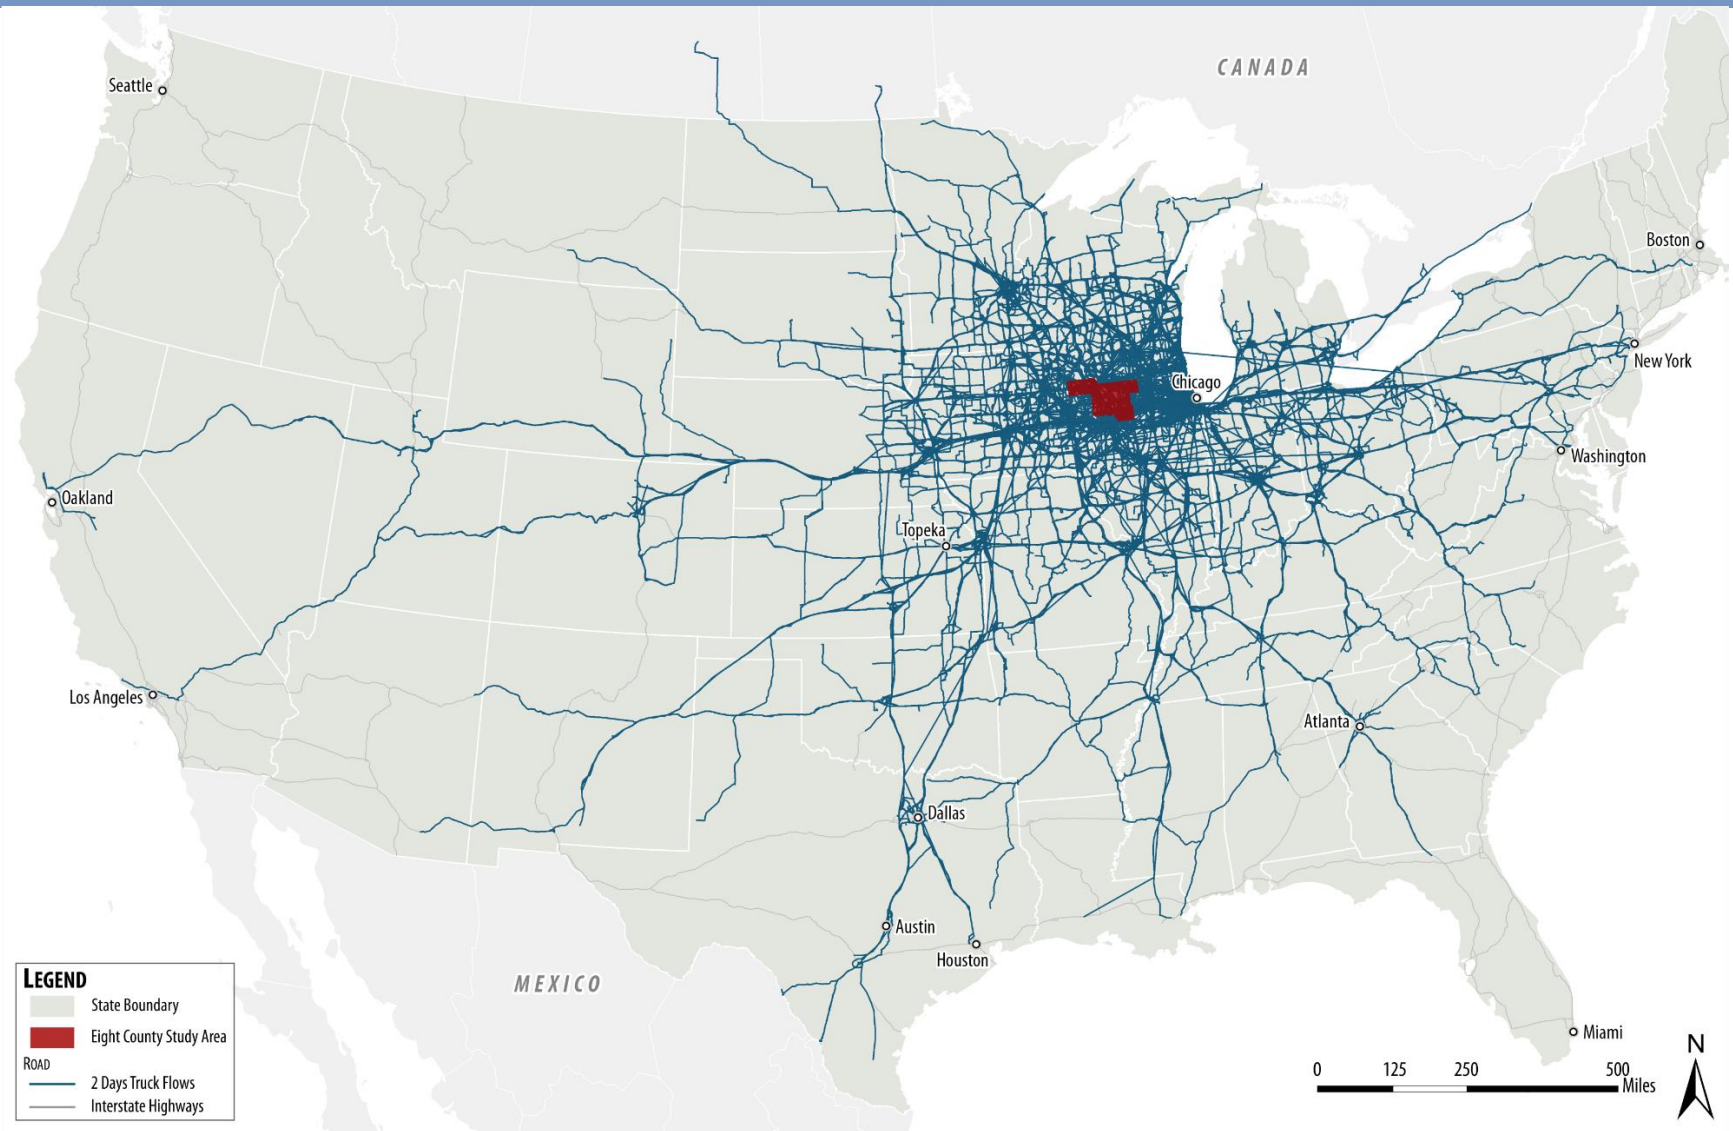 CANADA
Seattle
Boston
New York
Chicago
Washington
Oakland
Topeka
Los Angeles
Atlanta
Dallas
Austin
Houston
MEXICO
Miami
LEGEND
State Boundary
Eight County Study Area
ROAD
2 Days Truck Flows
Interstate Highways
N
0 125 250 500
Miles